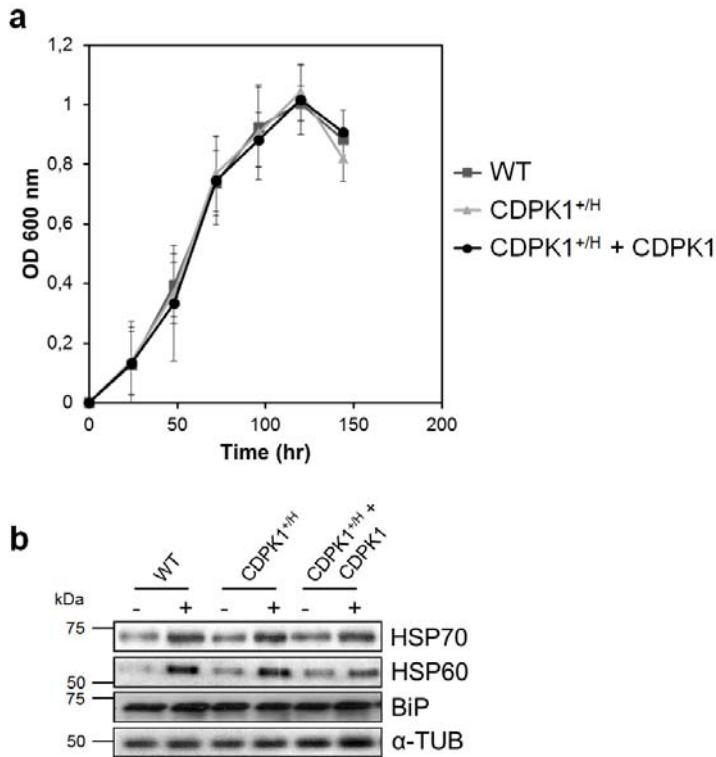 a
1,2
1
0,8
0,6
0,4
0,2
0
OD 600 nm
0 50 100 150 200
Time (hr)
WT
CDPK1+/H
CDPK1+/H + CDPK1
b
WT
CDPK1+/H
CDPK1+/H +
CDPK1
kDa
- + - + - +
75
HSP70
50
HSP60
75
BiP
50
α-TUB